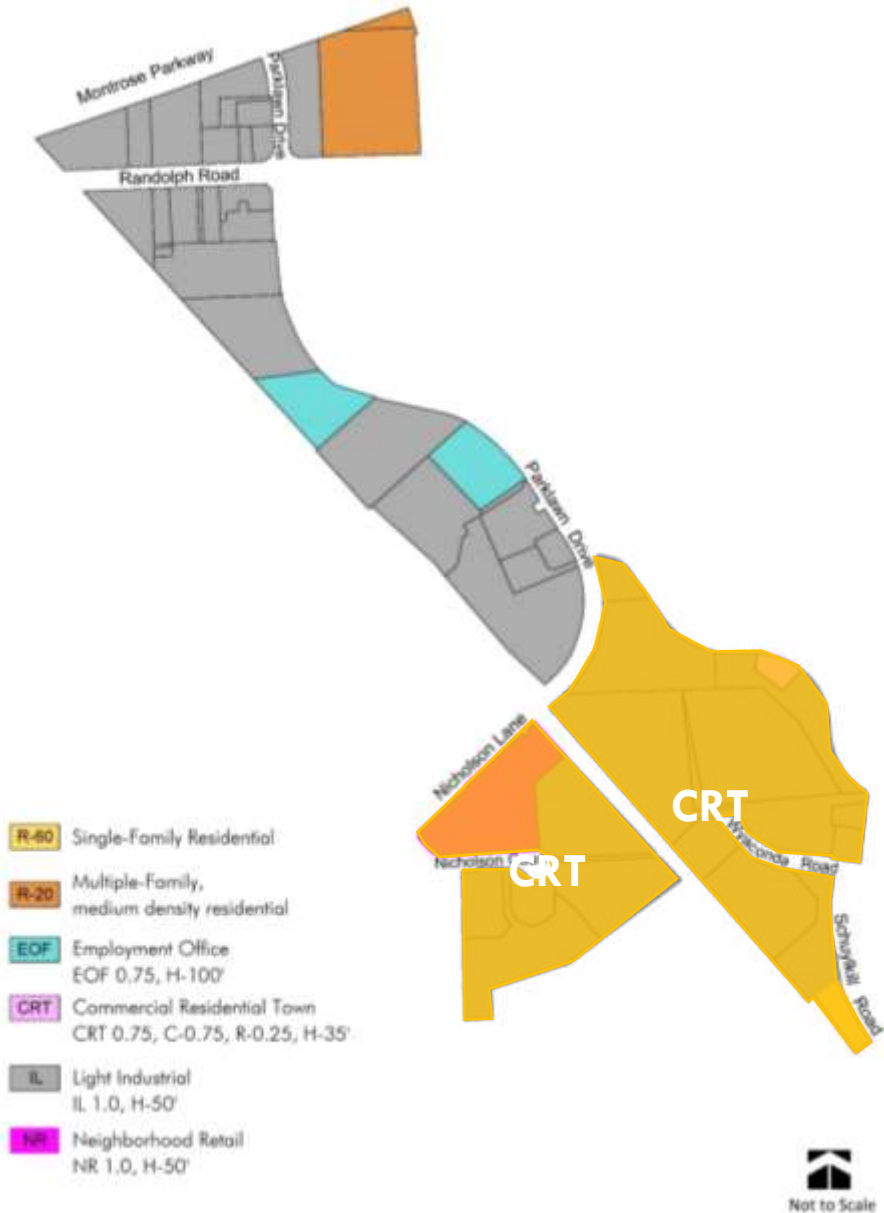 Montrose Parkway
Parklawn Drive
Randolph Road
Parklawn Drive
Nicholson Lane
CRT
Wyaconda Road
Nicholson
CRT
Schuylkill Road
R-60 Single-Family Residential
R-20 Multiple-Family,
medium density residential
EOF Employment Office
EOF 0.75, H-100'
CRT Commercial Residential Town
CRT 0.75, C-0.75, R-0.25, H-35'
IL Light Industrial
IL 1.0, H-50'
NR Neighborhood Retail
NR 1.0, H-50'
Not to Scale